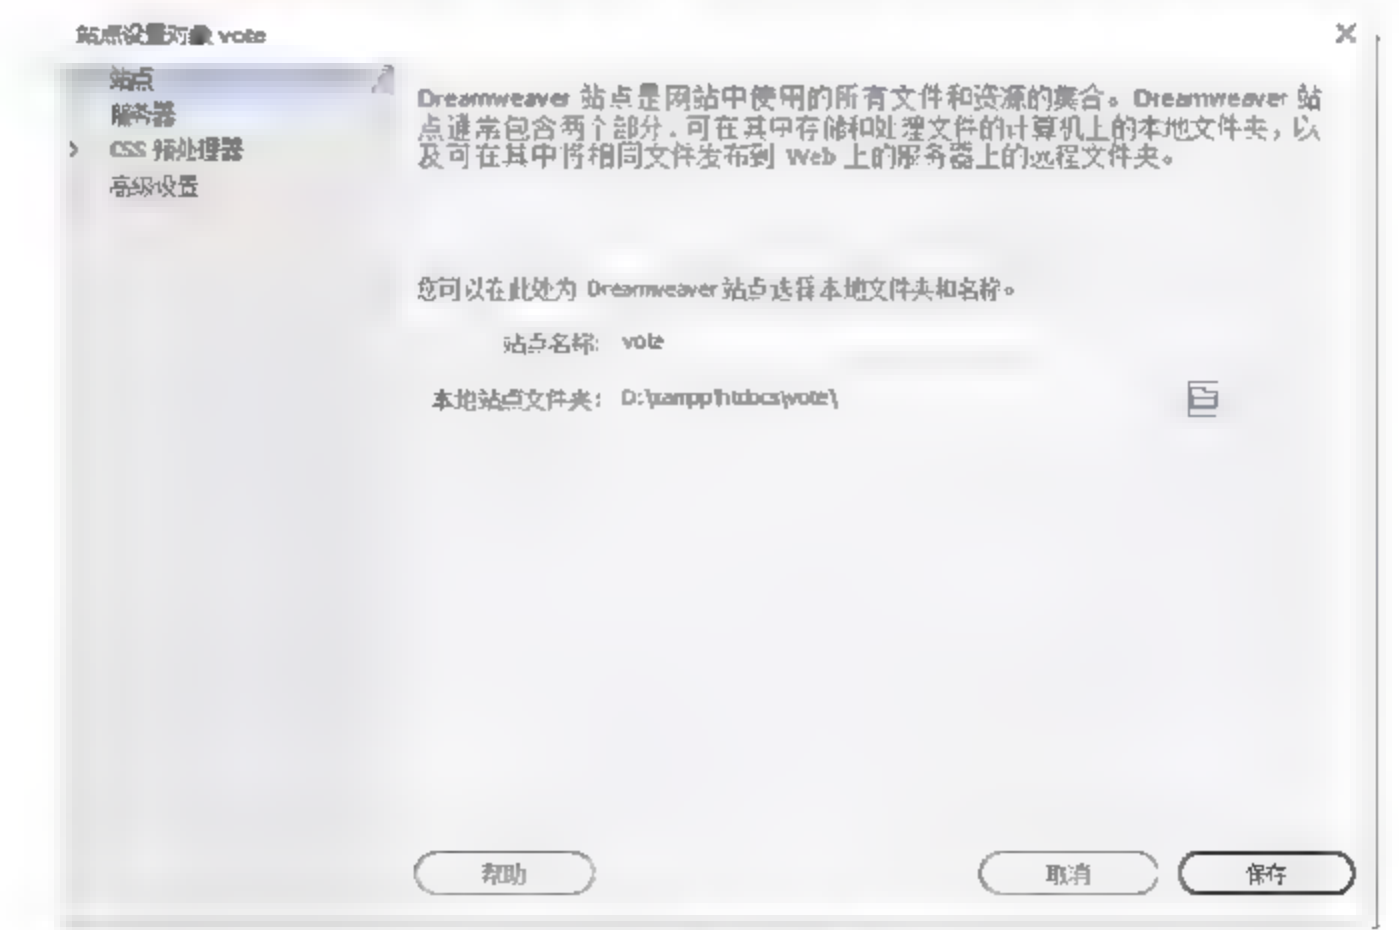 站点设置对象 vote
站点
服务器
CSS 预处理器
高级设置
Dreamweaver 站点是网站中使用的所有文件和资源的集合。Dreamweaver 站
点通常包含两个部分，可在其中存储和处理文件的计算机上的本地文件夹，以
及可在其中将相同文件发布到 Web 上的服务器上的远程文件夹。
您可以在此处为 Dreamweaver 站点选择本地文件夹和名称。
站点名称: vote
本地站点文件夹: D:\xampp\htdocs\vote\
帮助
取消
保存